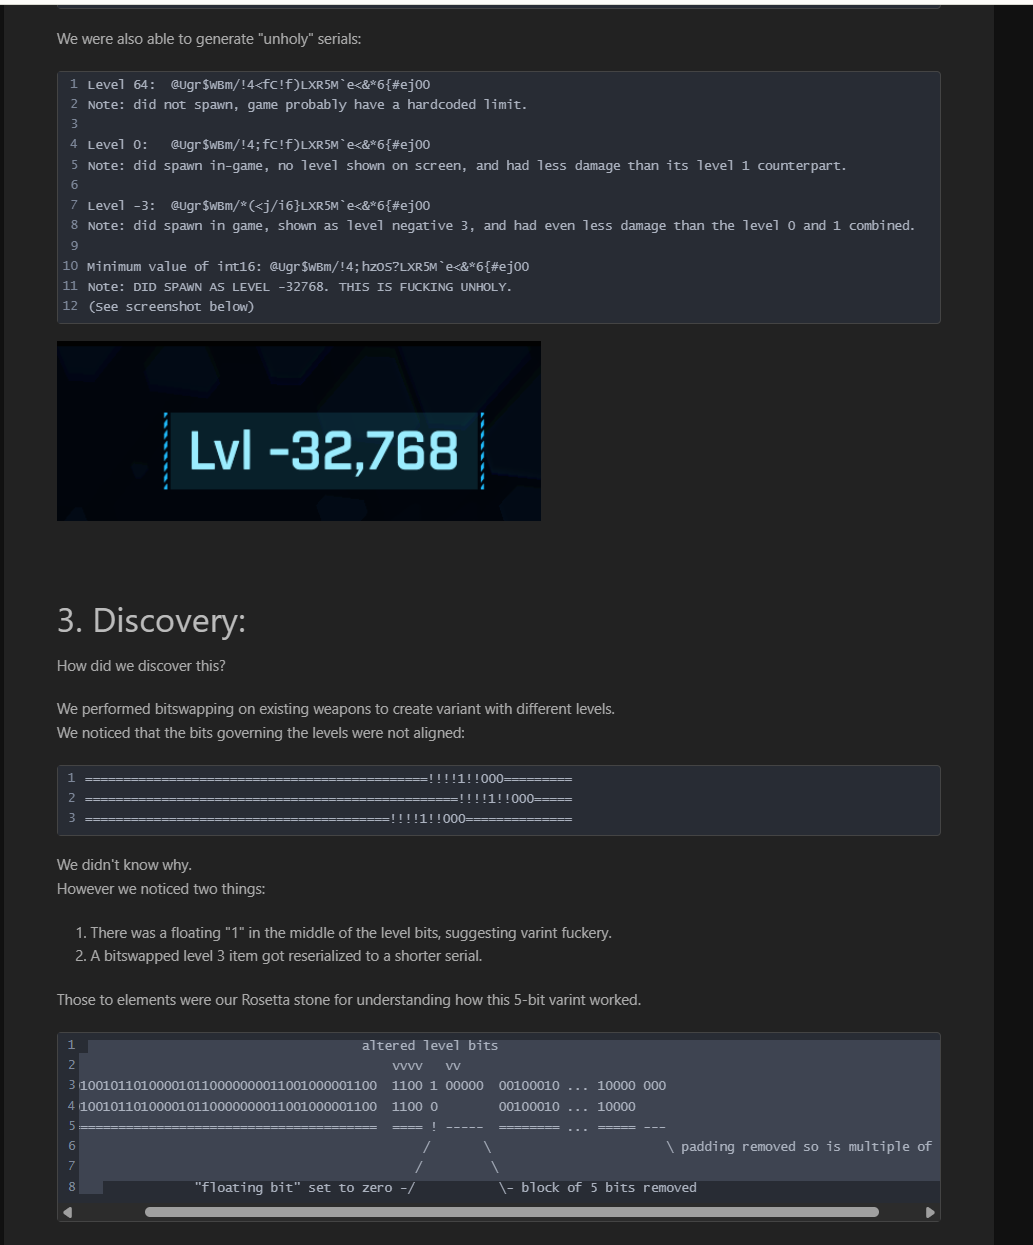 We were also able to generate "unholy" serials:
1 Level 64:  @Ugr$WBm/!4<fC!f)LXR5M`e<&*6{#ejOO
2 Note: did not spawn, game probably have a hardcoded limit.
3
4 Level 0:   @Ugr$WBm/!4;fC!f)LXR5M`e<&*6{#ejOO
5 Note: did spawn in-game, no level shown on screen, and had less damage than its level 1 counterpart.
6
7 Level -3:  @Ugr$WBm/*(<j/i6}LXR5M`e<&*6{#ejOO
8 Note: did spawn in game, shown as level negative 3, and had even less damage than the level 0 and 1 combined.
9
10 Minimum value of int16: @Ugr$WBm/!4;hzOS?LXR5M`e<&*6{#ejOO
11 Note: DID SPAWN AS LEVEL -32768. THIS IS FUCKING UNHOLY.
12 (See screenshot below)
Lvl -32,768
3. Discovery:
How did we discover this?
We performed bitswapping on existing weapons to create variant with different levels.
We noticed that the bits governing the levels were not aligned:
1 =============================================!!!!1!!000=========
2 =================================================!!!!1!!000=====
3 ========================================!!!!1!!000==============
We didn't know why.
However we noticed two things:
1. There was a floating "1" in the middle of the level bits, suggesting varint fuckery.
2. A bitswapped level 3 item got reserialized to a shorter serial.
Those to elements were our Rosetta stone for understanding how this 5-bit varint worked.
1 altered level bits
2 vvvv   vv
3 100101101000010110000000011001000001100  1100 1 00000  00100010 ... 10000 000
4 100101101000010110000000011001000001100  1100 0        00100010 ... 10000
5 =======================================  ==== ! -----  ======== ... ===== ---
6 /       \                       \ padding removed so is multiple of
7 /         \
8 "floating bit" set to zero -/           \- block of 5 bits removed